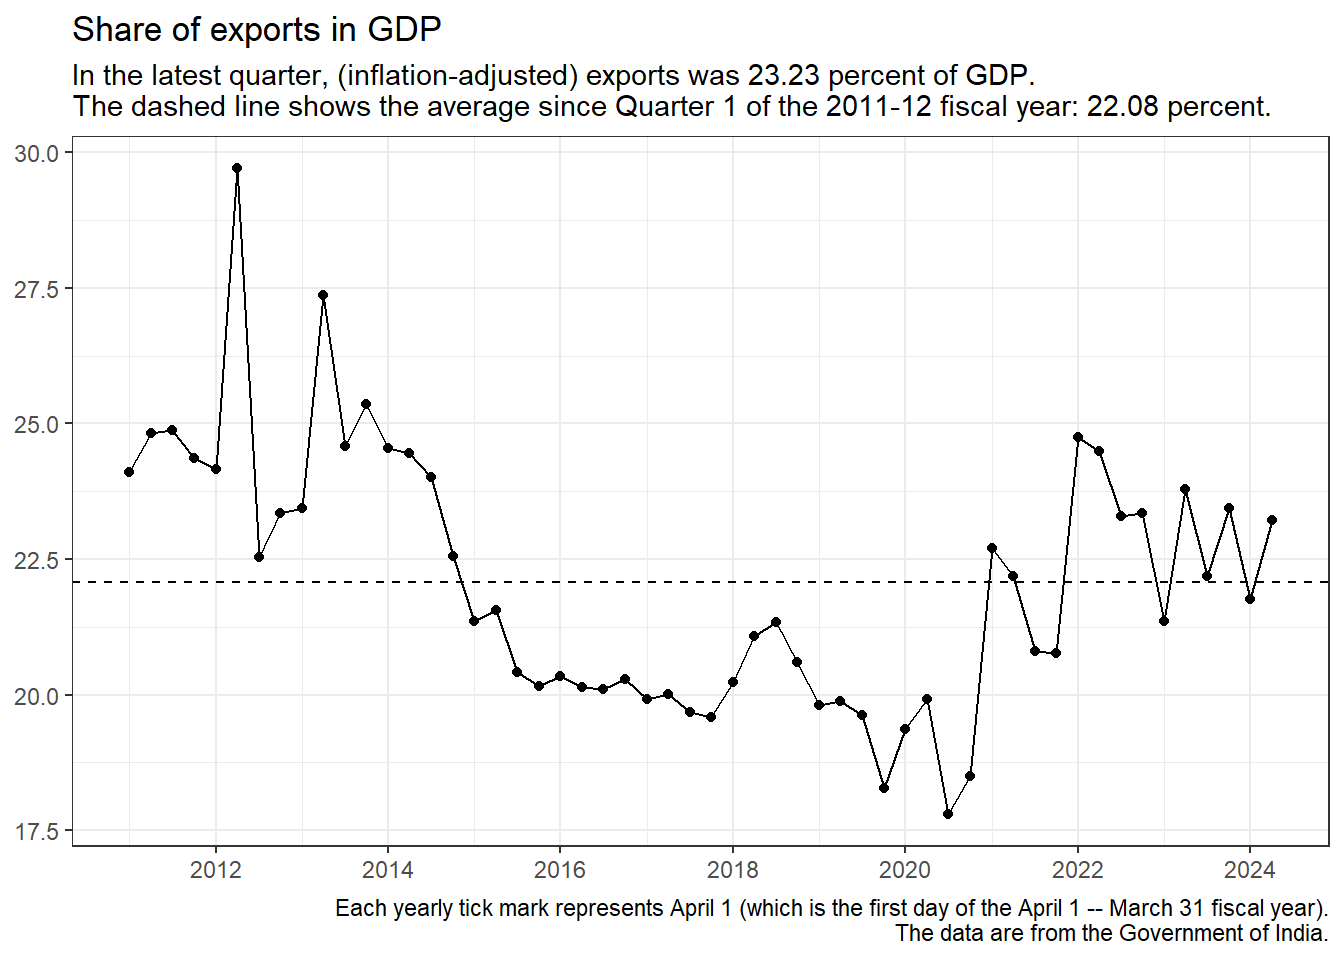 Share of exports in GDP
In the latest quarter, (inflation-adjusted) exports was 23.23 percent of GDP.
The dashed line shows the average since Quarter 1 of the 2011-12 fiscal year: 22.08 percent.
30.0
27.5
25.0
22.5
20.0
17.5
2012 2014 2016 2018 2020 2022 2024
Each yearly tick mark represents April 1 (which is the first day of the April 1 -- March 31 fiscal year).
The data are from the Government of India.